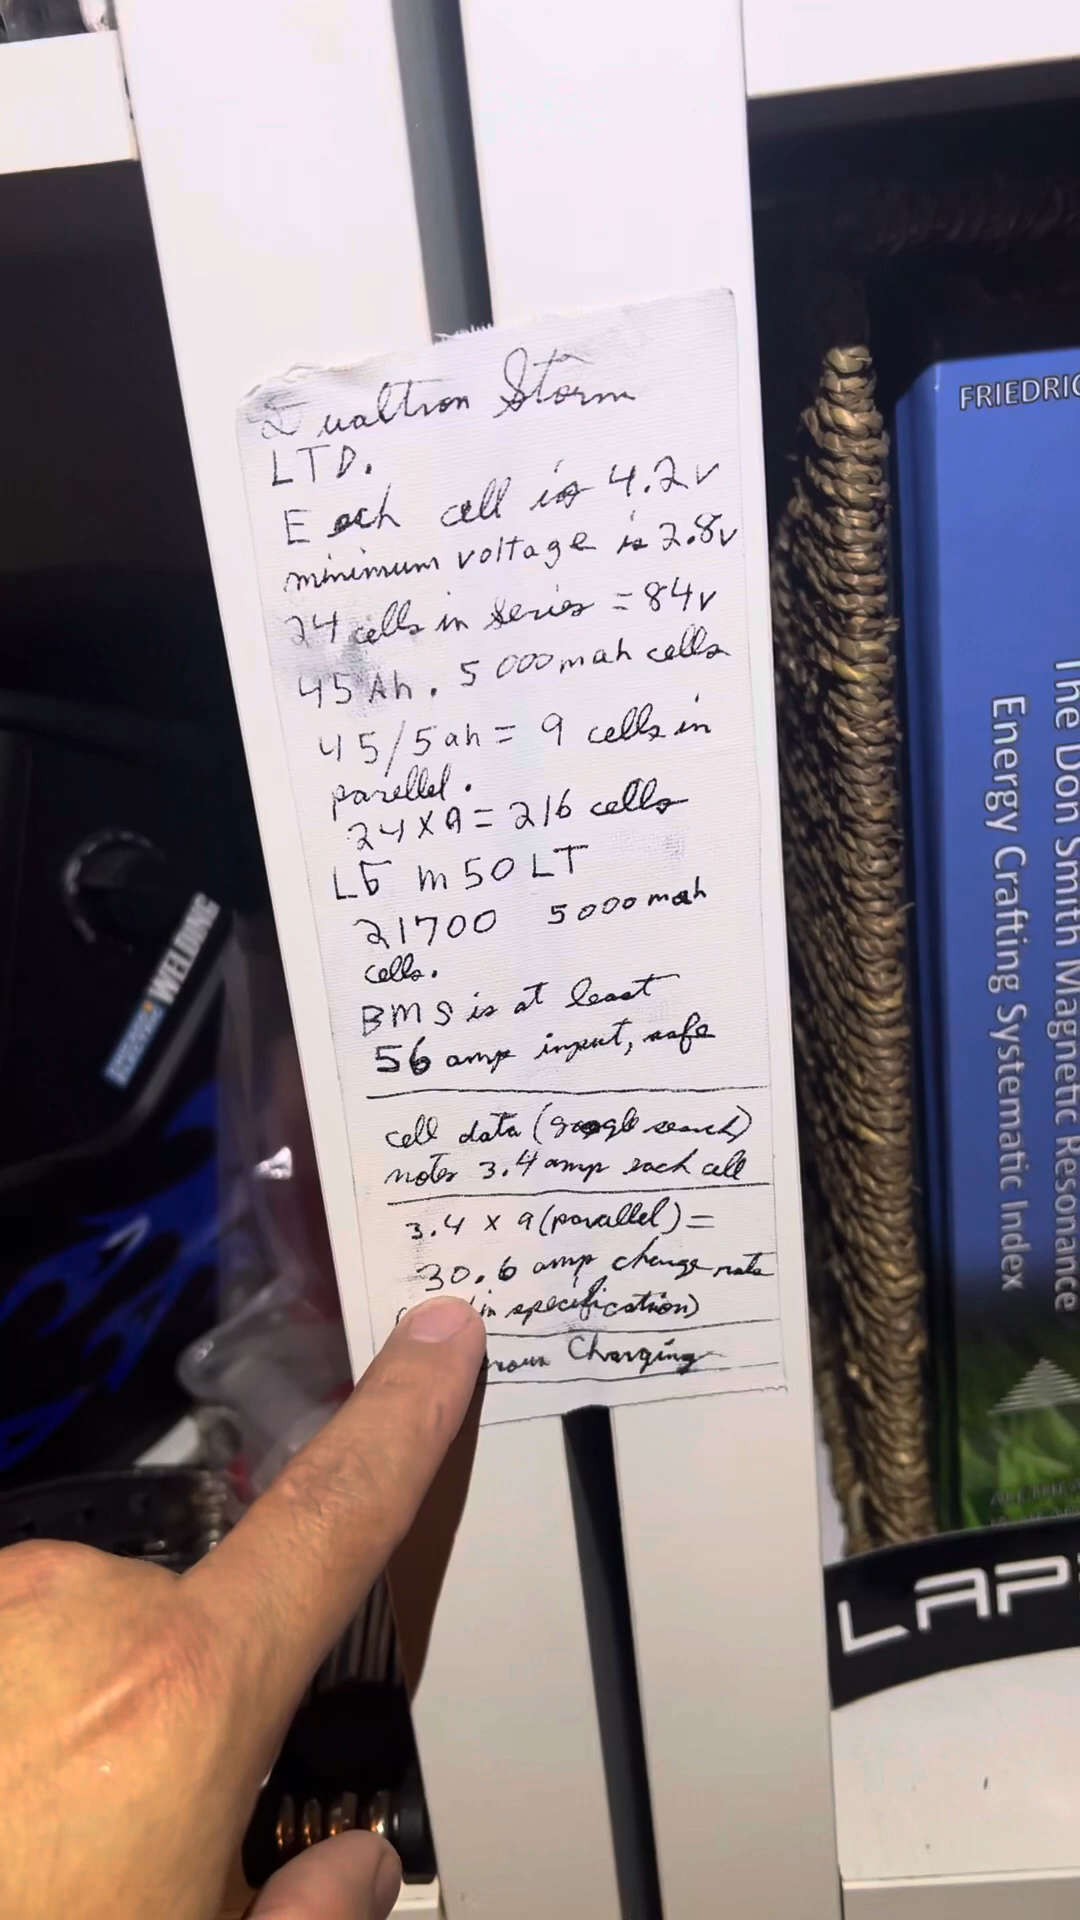 Dualtron Storm
LTD.
Each cell is 4.2v
minimum voltage is 2.8v
24 cells in series = 84v
45 Ah. 5000mah cells
45/5ah = 9 cells in
parellel.
24 x 9 = 216 cells
LG m50LT
21700 5000mah
cells.
BMS is at least
56 amp input, safe
cell data (google search)
notes 3.4 amp each cell
3.4 x 9 (parallel) =
30.6 amp charge rate
in specification)
Charging
WELDING
FRIEDRIC
The Don Smith Magnetic Resonance
Energy Crafting Systematic Index
LAP